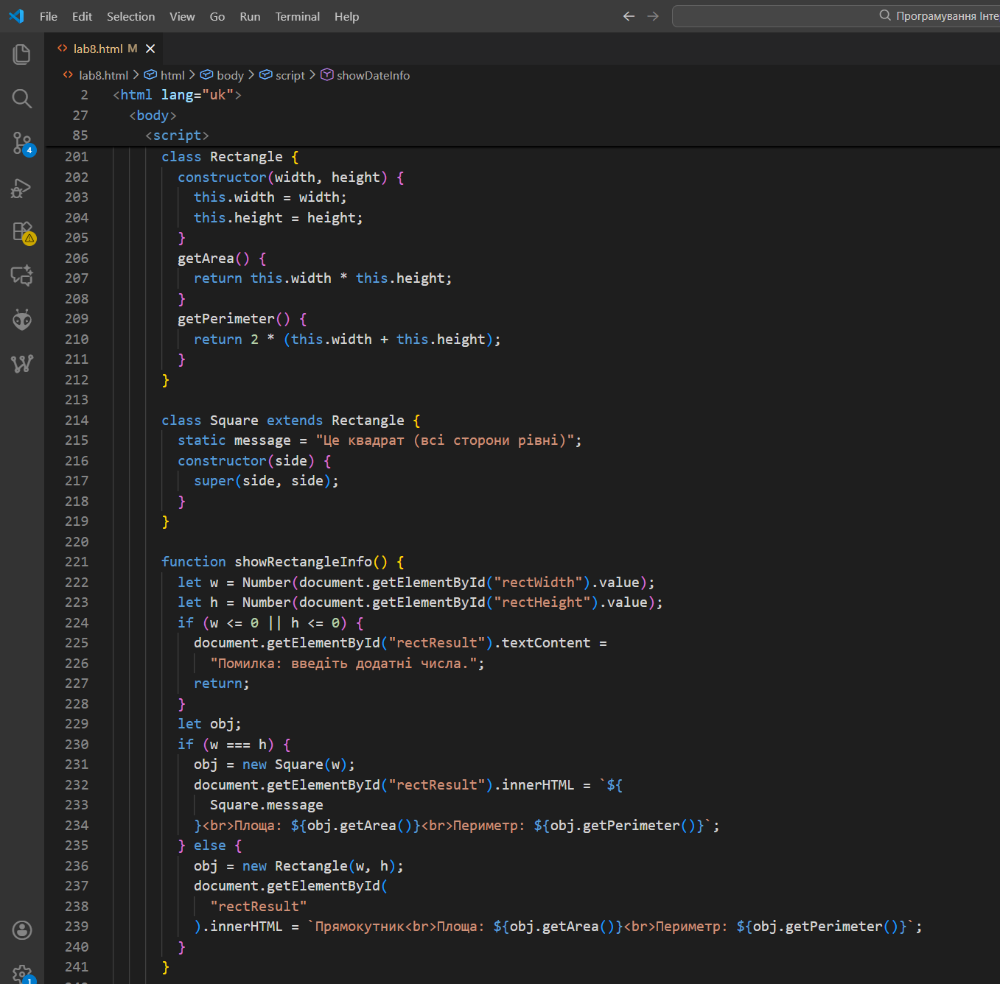 File Edit Selection View Go Run Terminal Help
Програмування Інте
lab8.html M
lab8.html > html > body > script > showDateInfo
2 <html lang="uk">
27 <body>
85 <script>
201 class Rectangle {
202 constructor(width, height) {
203 this.width = width;
204 this.height = height;
205 }
206 getArea() {
207 return this.width * this.height;
208 }
209 getPerimeter() {
210 return 2 * (this.width + this.height);
211 }
212 }
213
214 class Square extends Rectangle {
215 static message = "Це квадрат (всі сторони рівні)";
216 constructor(side) {
217 super(side, side);
218 }
219 }
220
221 function showRectangleInfo() {
222 let w = Number(document.getElementById("rectWidth").value);
223 let h = Number(document.getElementById("rectHeight").value);
224 if (w <= 0 || h <= 0) {
225 document.getElementById("rectResult").textContent =
226 "Помилка: введіть додатні числа.";
227 return;
228 }
229 let obj;
230 if (w === h) {
231 obj = new Square(w);
232 document.getElementById("rectResult").innerHTML = `${
233 Square.message
234 }<br>Площа: ${obj.getArea()}<br>Периметр: ${obj.getPerimeter()}`;
235 } else {
236 obj = new Rectangle(w, h);
237 document.getElementById(
238 "rectResult"
239 ).innerHTML = `Прямокутник<br>Площа: ${obj.getArea()}<br>Периметр: ${obj.getPerimeter()}`;
240 }
241 }
4
1